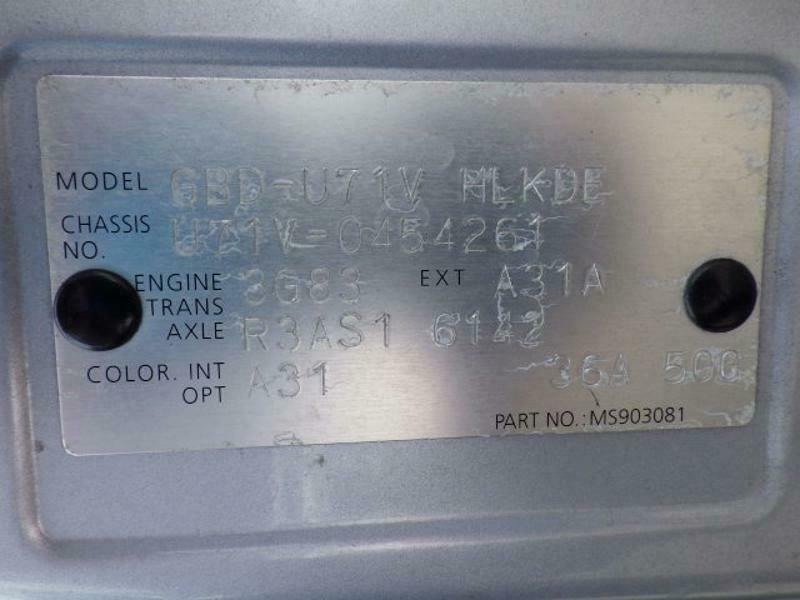 MODEL GBD-U71V HLKDE
CHASSIS NO. U71V-0454261
ENGINE 3G83 EXT A31A
TRANS AXLE R3AS1 6142
COLOR. INT OPT A31 36A 5GG
PART NO.: MS903081